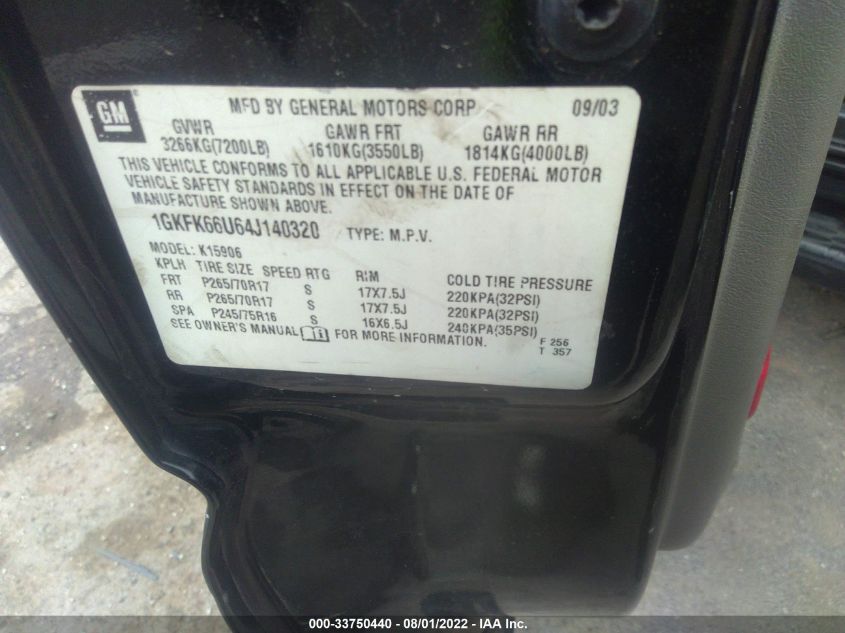 GM
MFD BY GENERAL MOTORS CORP 09/03
GVWR GAWR FRT GAWR RR
3266KG(7200LB) 1610KG(3550LB) 1814KG(4000LB)
THIS VEHICLE CONFORMS TO ALL APPLICABLE U.S. FEDERAL MOTOR
VEHICLE SAFETY STANDARDS IN EFFECT ON THE DATE OF
MANUFACTURE SHOWN ABOVE.
1GKFK66U64J140320 TYPE: M.P.V.
MODEL: K15906
KPLH TIRE SIZE SPEED RTG RIM COLD TIRE PRESSURE
FRT P265/70R17 S 17X7.5J 220KPA(32PSI)
RR P265/70R17 S 17X7.5J 220KPA(32PSI)
SPA P245/75R16 S 16X6.5J 240KPA(35PSI)
SEE OWNER'S MANUAL FOR MORE INFORMATION.
F 256
T 357
000-33750440 - 08/01/2022 - IAA Inc.